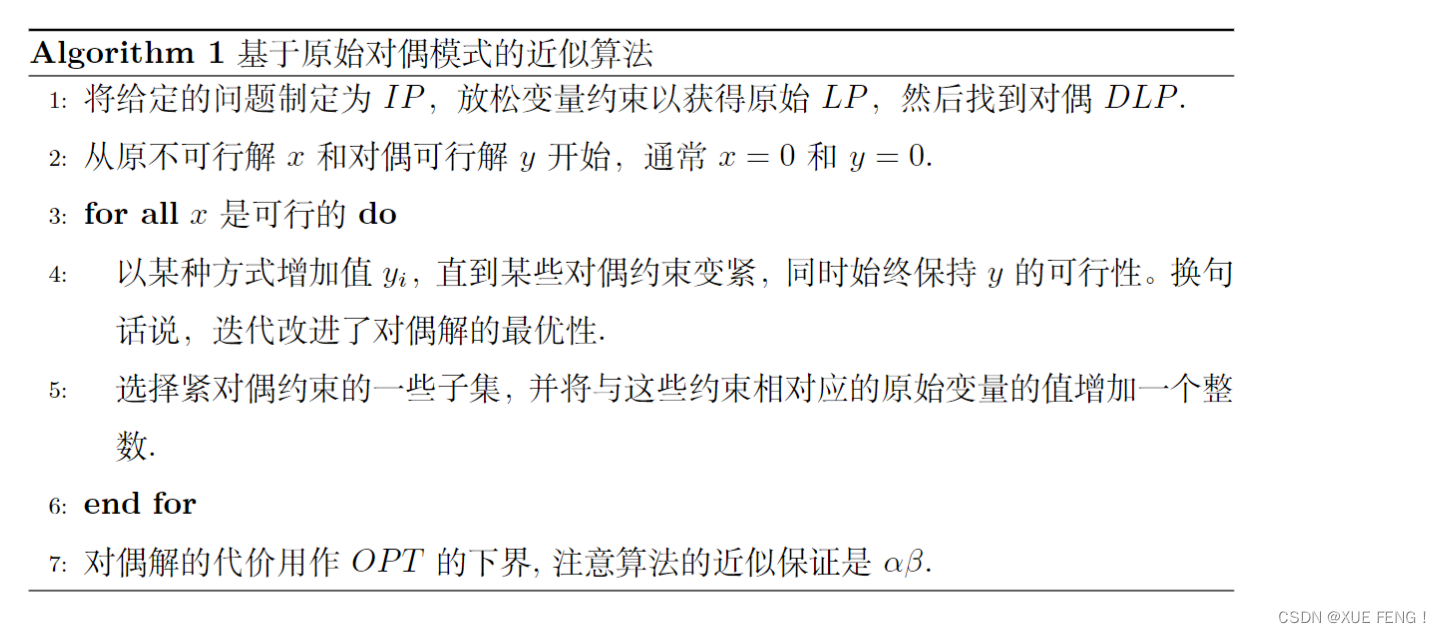 Algorithm 1 基于原始对偶模式的近似算法
1: 将给定的问题制定为 IP，放松变量约束以获得原始 LP，然后找到对偶 DLP.
2: 从原不可行解 x 和对偶可行解 y 开始，通常 x = 0 和 y = 0.
3: for all x 是可行的 do
4: 以某种方式增加值 yᵢ，直到某些对偶约束变紧，同时始终保持 y 的可行性。换句
话说，迭代改进了对偶解的最优性.
5: 选择紧对偶约束的一些子集，并将与这些约束相对应的原始变量的值增加一个整
数.
6: end for
7: 对偶解的代价用作 OPT 的下界, 注意算法的近似保证是 αβ.
CSDN @XUE FENG！